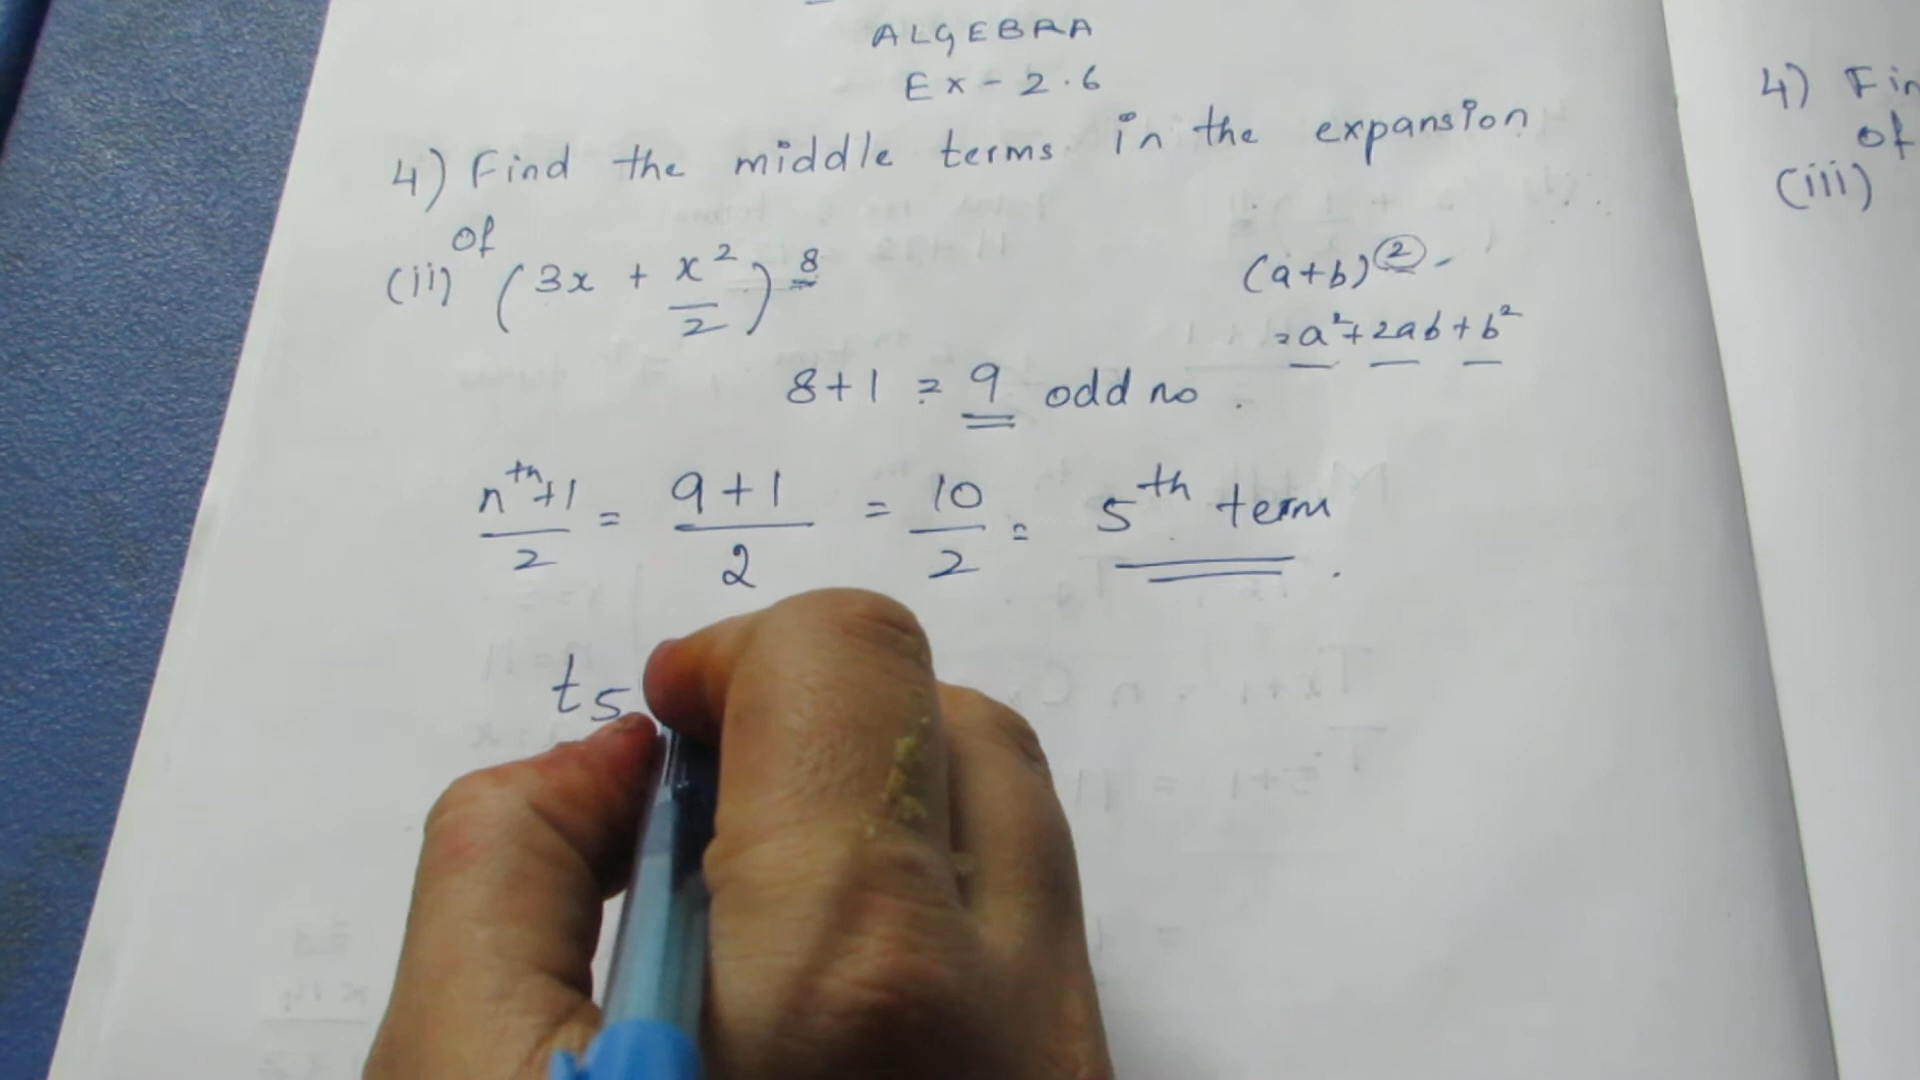 ALGEBRA
Ex - 2.6
4) Find the middle terms in the expansion
of
(ii) (3x + x²/2)⁸
(a+b)² -
= a² + 2ab + b²
8+1 = 9 odd no.
nᵗʰ+1/2 = 9+1/2 = 10/2 = 5ᵗʰ term.
t₅
4) Fin
of
(iii)